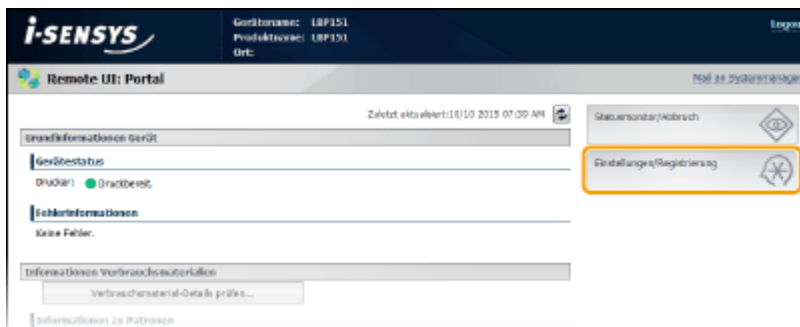 i-SENSYS
Gerätename: LBP151
Produktname: LBP151
Ort:
Logout
Remote UI: Portal
Mail an Systemmanager
Zuletzt aktualisiert:10/10 2015 07:39 AM
Grundinformationen Gerät
Gerätestatus
Drucker: Druckbereit.
Fehlerinformationen
Keine Fehler.
Informationen Verbrauchsmaterialien
Verbrauchsmaterial-Details prüfen...
Informationen zu Patronen
Statusmonitor/Abbruch
Einstellungen/Registrierung